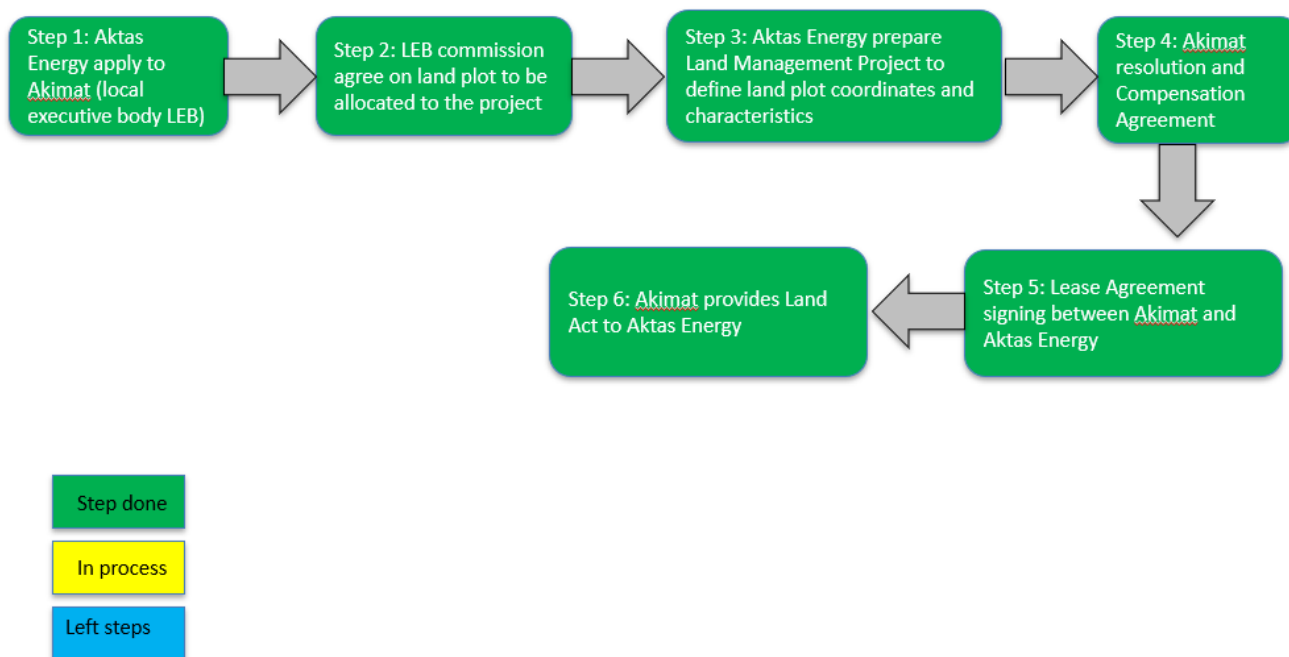 Step 1: Aktas
Energy apply to
Akimat (local
executive body LEB)
Step 2: LEB commission
agree on land plot to be
allocated to the project
Step 3: Aktas Energy prepare
Land Management Project to
define land plot coordinates and
characteristics
Step 4: Akimat
resolution and
Compensation
Agreement
Step 5: Lease Agreement
signing between Akimat and
Aktas Energy
Step 6: Akimat provides Land
Act to Aktas Energy
Step done
In process
Left steps